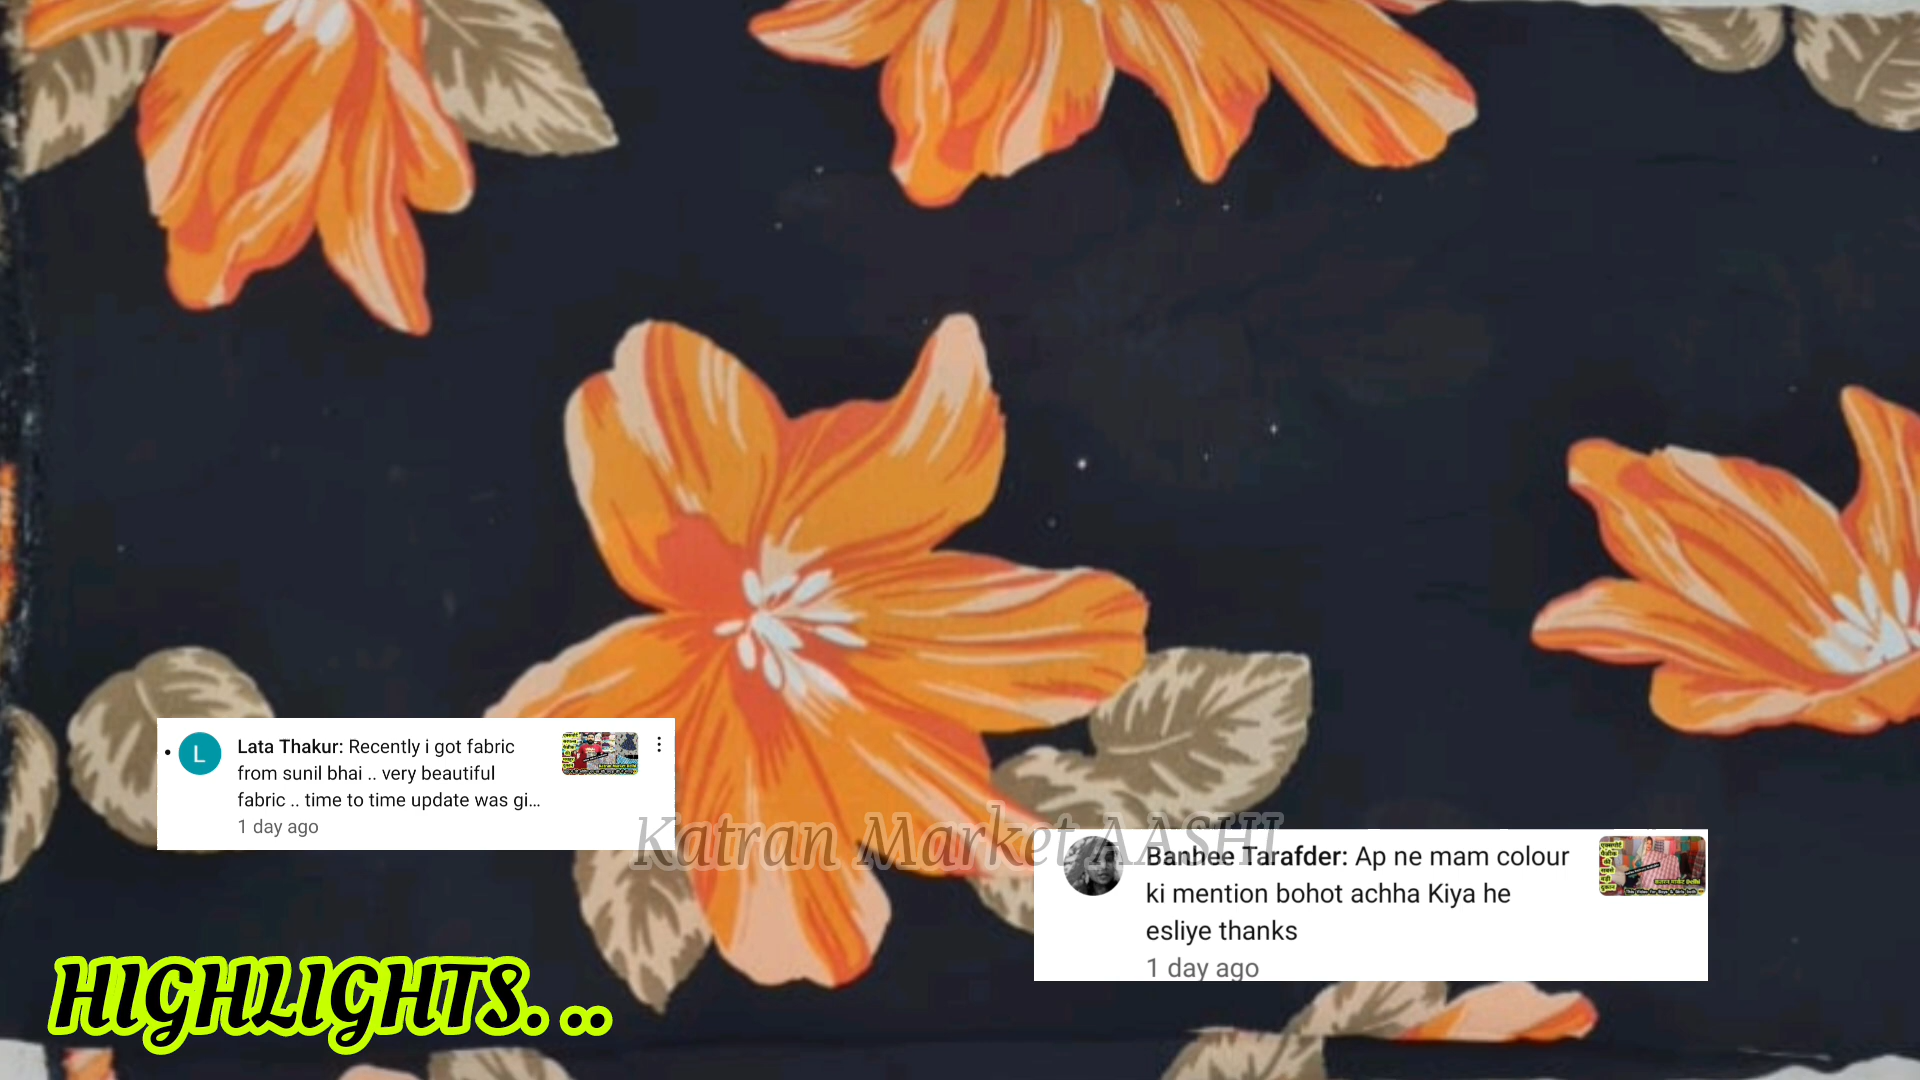 L
Lata Thakur: Recently i got fabric
from sunil bhai .. very beautiful
fabric .. time to time update was gi...
1 day ago
Katran Market AASHI
Banhee Tarafder: Ap ne mam colour
ki mention bohot achha Kiya he
esliye thanks
1 day ago
HIGHLIGHTS...